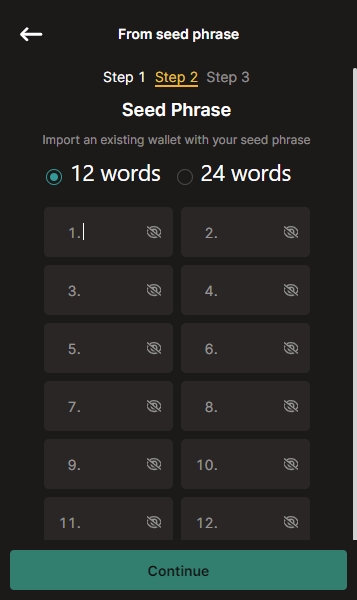 From seed phrase
Step 1 Step 2 Step 3
Seed Phrase
Import an existing wallet with your seed phrase
12 words 24 words
1. 2.
3. 4.
5. 6.
7. 8.
9. 10.
11. 12.
Continue